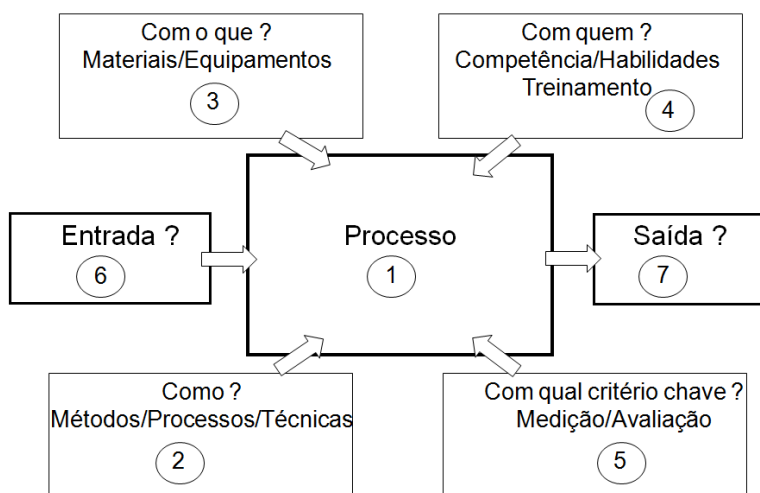 Com o que ?
Materiais/Equipamentos
3
Com quem ?
Competência/Habilidades
Treinamento
4
Entrada ?
6
Processo
1
Saída ?
7
Como ?
Métodos/Processos/Técnicas
2
Com qual critério chave ?
Medição/Avaliação
5